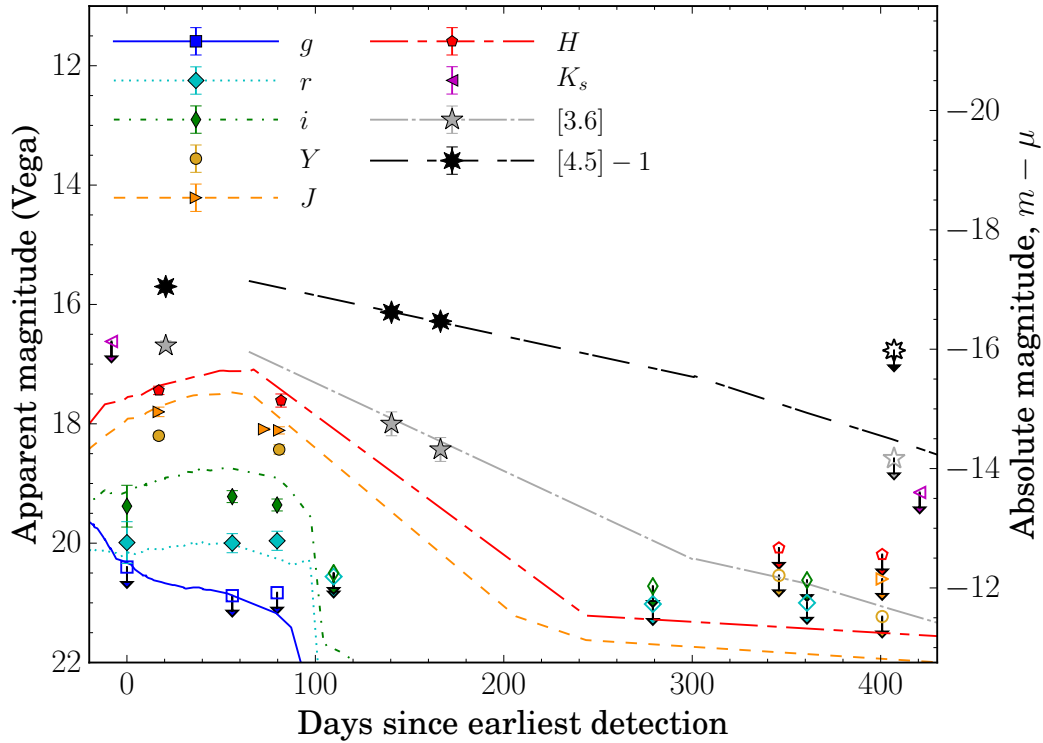 g
r
i
Y
J
H
K_s
[3.6]
[4.5] − 1
12
14
16
18
20
22
Apparent magnitude (Vega)
−20
−18
−16
−14
−12
Absolute magnitude, m − μ
0
100
200
300
400
Days since earliest detection